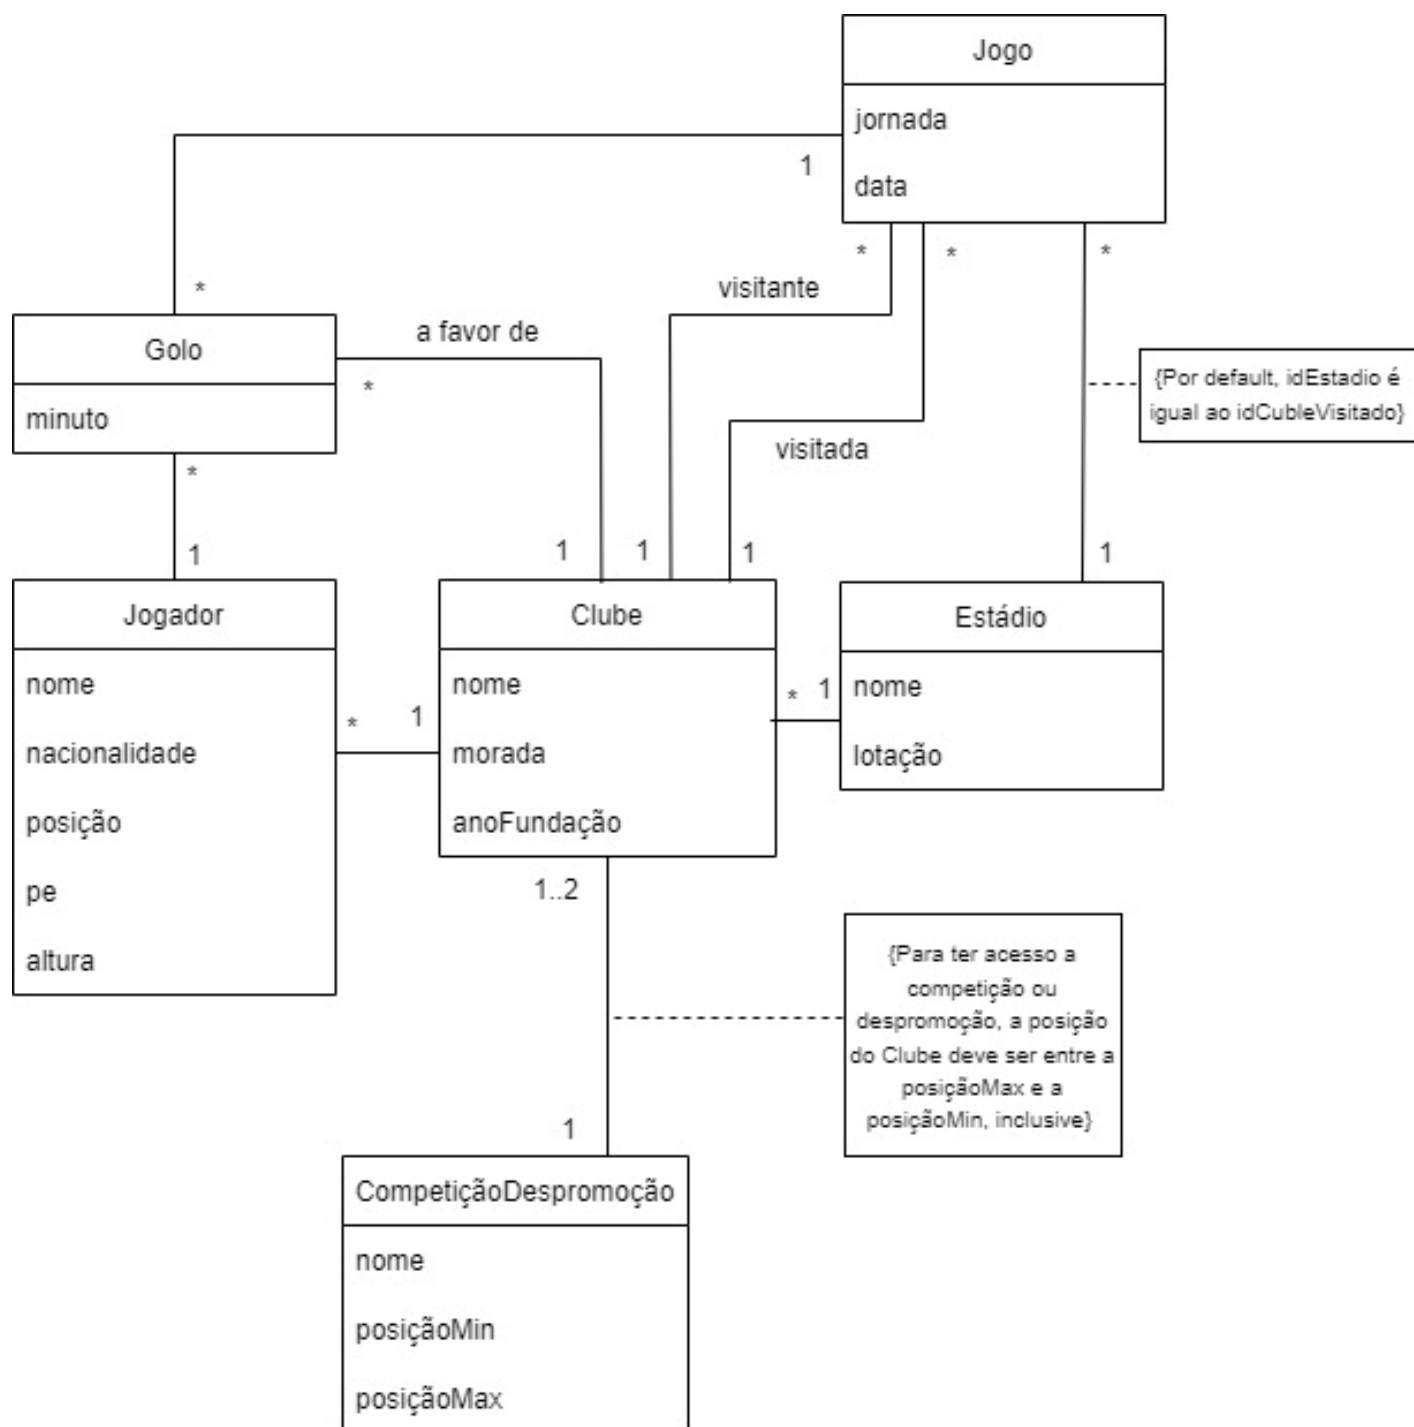 Jogo
jornada
data
1
*
*
*
*
visitante
a favor de
*
Golo
minuto
*
1
{Por default, idEstadio é
igual ao idCubleVisitado}
visitada
1
1
1
1
Jogador
nome
nacionalidade
posição
pe
altura
*
1
Clube
nome
morada
anoFundação
*
1
Estádio
nome
lotação
1..2
{Para ter acesso a
competição ou
despromoção, a posição
do Clube deve ser entre a
posiçãoMax e a
posiçãoMin, inclusive}
1
CompetiçãoDespromoção
nome
posiçãoMin
posiçãoMax